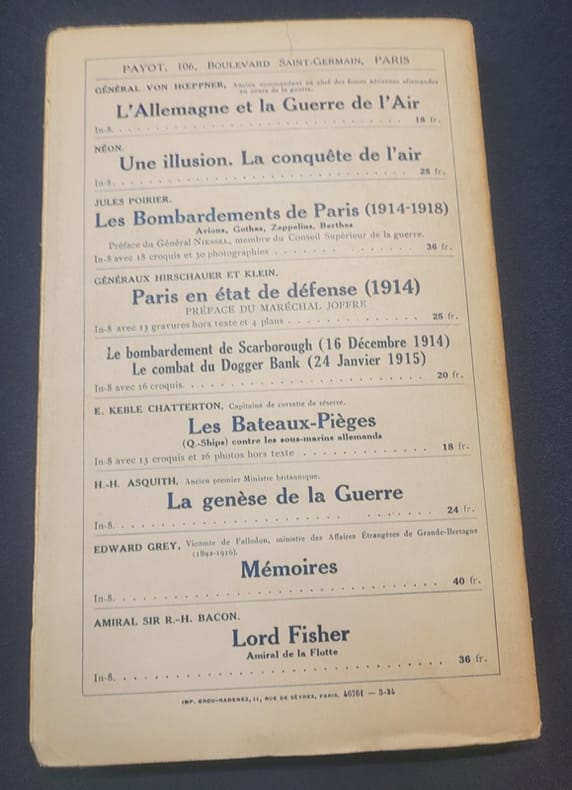 PAYOT, 106, BOULEVARD SAINT-GERMAIN, PARIS
GÉNÉRAL VON HŒPPNER, Ancien commandant en chef des forces aériennes allemandes
au cours de la guerre.
L'Allemagne et la Guerre de l'Air
In-8. . . . . . . . . . . . . . . . . . . . . . . . 18 fr.
NÉON.
Une illusion. La conquête de l'air
In-8. . . . . . . . . . . . . . . . . . . . . . . . 25 fr.
JULES POIRIER.
Les Bombardements de Paris (1914-1918)
Avions, Gothas, Zeppelins, Berthas
Préface du Général NIESSEL, membre du Conseil Supérieur de la guerre.
In-8 avec 18 croquis et 30 photographies . . . . . . . . . . . . 36 fr.
GÉNÉRAUX HIRSCHAUER ET KLEIN.
Paris en état de défense (1914)
PRÉFACE DU MARÉCHAL JOFFRE
In-8 avec 13 gravures hors texte et 4 plans . . . . . . . . . . . . 25 fr.
Le bombardement de Scarborough (16 Décembre 1914)
Le combat du Dogger Bank (24 Janvier 1915)
In-8 avec 16 croquis. . . . . . . . . . . . . . . . . . . 20 fr.
E. KEBLE CHATTERTON, Capitaine de corvette de réserve.
Les Bateaux-Pièges
(Q.-Ships) contre les sous-marins allemands
In-8 avec 13 croquis et 26 photos hors texte . . . . . . . . . . . 18 fr.
H.-H. ASQUITH, Ancien premier Ministre britannique.
La genèse de la Guerre
In-8. . . . . . . . . . . . . . . . . . . . . . . . 24 fr.
EDWARD GREY, Vicomte de Fallodon, ministre des Affaires Étrangères de Grande-Bretagne
(1892-1916).
Mémoires
In-8. . . . . . . . . . . . . . . . . . . . . . . . 40 fr.
AMIRAL SIR R.-H. BACON.
Lord Fisher
Amiral de la Flotte
In-8. . . . . . . . . . . . . . . . . . . . . . . . 36 fr.
IMP. CROU-RADENEZ, 11, RUE DE SÈVRES, PARIS. 46761 — 5-34